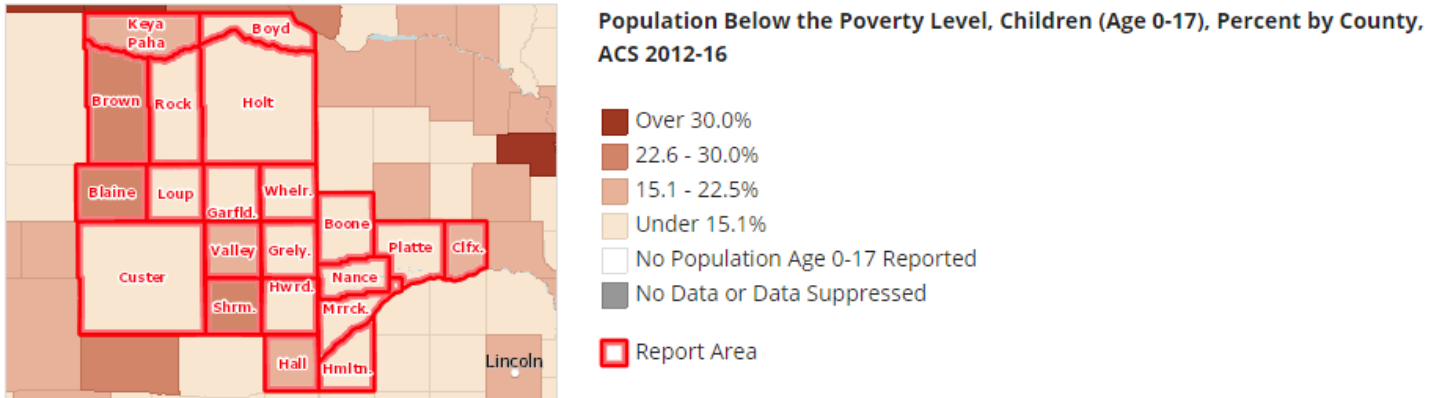 Population Below the Poverty Level, Children (Age 0-17), Percent by County,
ACS 2012-16
Over 30.0%
22.6 - 30.0%
15.1 - 22.5%
Under 15.1%
No Population Age 0-17 Reported
No Data or Data Suppressed
Report Area
Keya
Paha
Boyd
Brown
Rock
Holt
Blaine
Loup
Garfld.
Whelr.
Boone
Custer
Valley
Grely.
Platte
Clfx.
Nance
Shrm.
Hwrd.
Mrrck.
Hall
Hmltn.
Lincoln